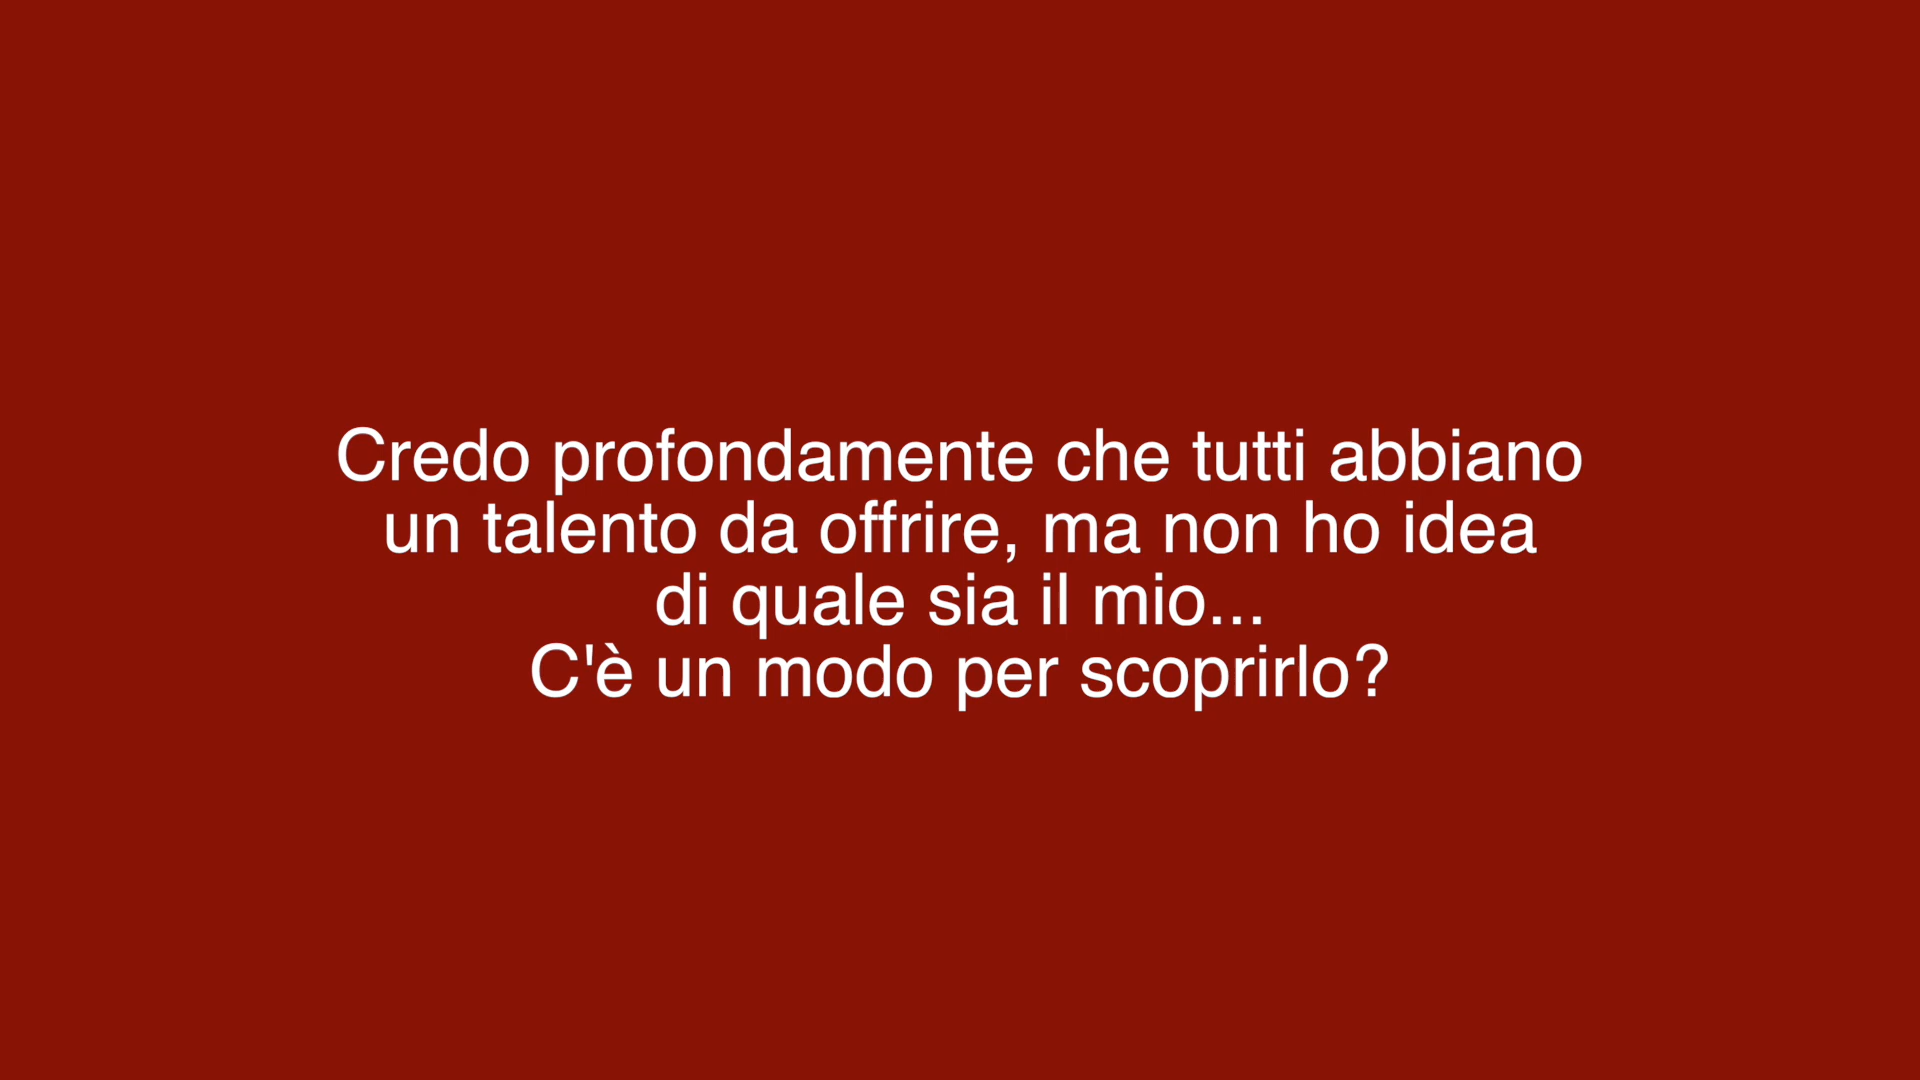 Credo profondamente che tutti abbiano
un talento da offrire, ma non ho idea
di quale sia il mio...
C'è un modo per scoprirlo?